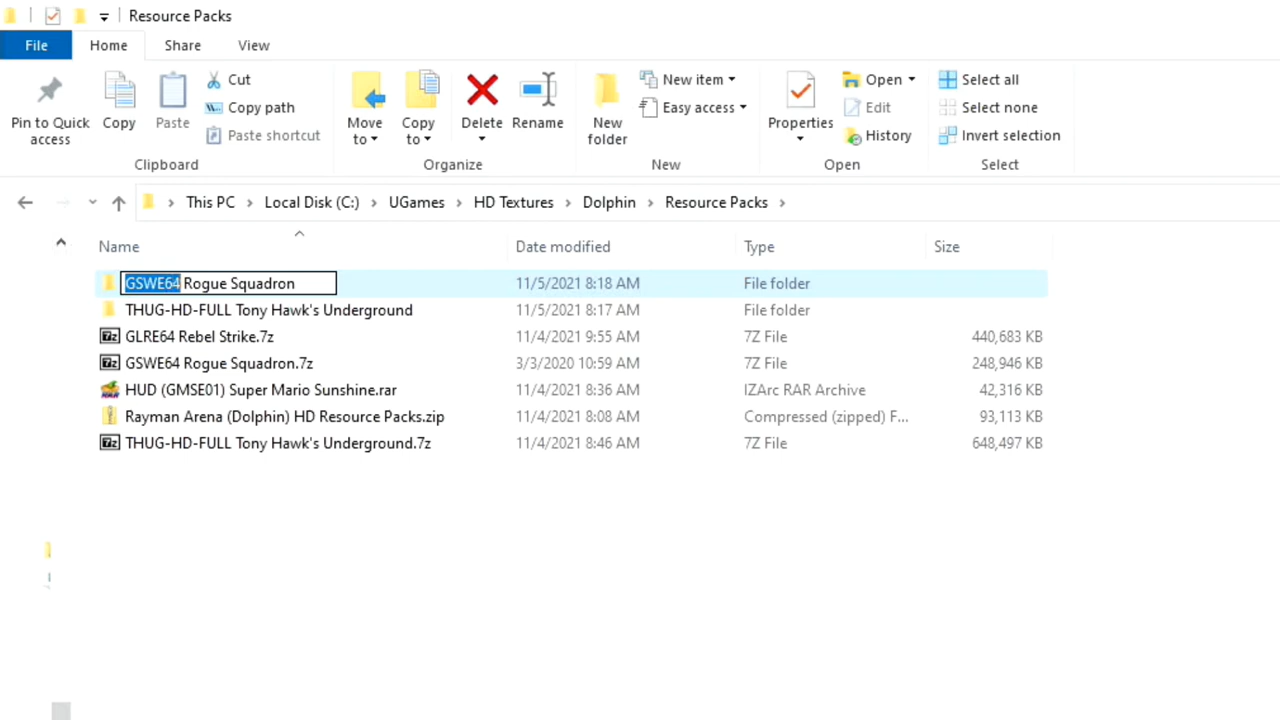 Resource Packs
File Home Share View
Pin to Quick access Copy Paste Cut Copy path Paste shortcut
Move to Copy to Delete Rename
New folder New item Easy access
Properties Open Edit History
Select all Select none Invert selection
Clipboard Organize New Open Select
This PC Local Disk (C:) UGames HD Textures Dolphin Resource Packs
Name Date modified Type Size
GSWE64 Rogue Squadron 11/5/2021 8:18 AM File folder
THUG-HD-FULL Tony Hawk's Underground 11/5/2021 8:17 AM File folder
GLRE64 Rebel Strike.7z 11/4/2021 9:55 AM 7Z File 440,683 KB
GSWE64 Rogue Squadron.7z 3/3/2020 10:59 AM 7Z File 248,946 KB
HUD (GMSE01) Super Mario Sunshine.rar 11/4/2021 8:36 AM IZArc RAR Archive 42,316 KB
Rayman Arena (Dolphin) HD Resource Packs.zip 11/4/2021 8:08 AM Compressed (zipped) F... 93,113 KB
THUG-HD-FULL Tony Hawk's Underground.7z 11/4/2021 8:46 AM 7Z File 648,497 KB